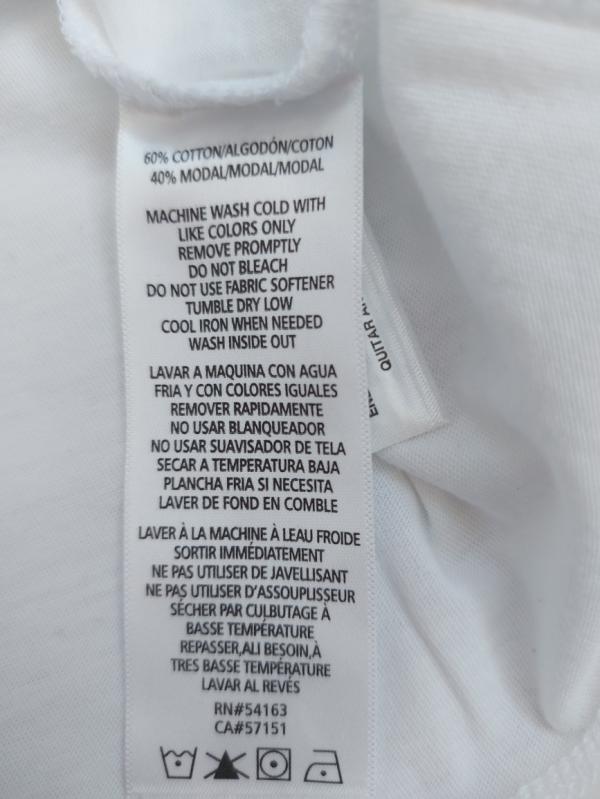 60% COTTON/ALGODÓN/COTON
40% MODAL/MODAL/MODAL
MACHINE WASH COLD WITH
LIKE COLORS ONLY
REMOVE PROMPTLY
DO NOT BLEACH
DO NOT USE FABRIC SOFTENER
TUMBLE DRY LOW
COOL IRON WHEN NEEDED
WASH INSIDE OUT
LAVAR A MAQUINA CON AGUA
FRIA Y CON COLORES IGUALES
REMOVER RAPIDAMENTE
NO USAR BLANQUEADOR
NO USAR SUAVISADOR DE TELA
SECAR A TEMPERATURA BAJA
PLANCHA FRIA SI NECESITA
LAVER DE FOND EN COMBLE
LAVER À LA MACHINE À LEAU FROIDE
SORTIR IMMÉDIATEMENT
NE PAS UTILISER DE JAVELLISANT
NE PAS UTILISER D'ASSOUPLISSEUR
SÉCHER PAR CULBUTAGE À
BASSE TEMPÉRATURE
REPASSER,ALI BESOIN,À
TRES BASSE TEMPÉRATURE
LAVAR AL REVÉS
RN#54163
CA#57151
QUITAR